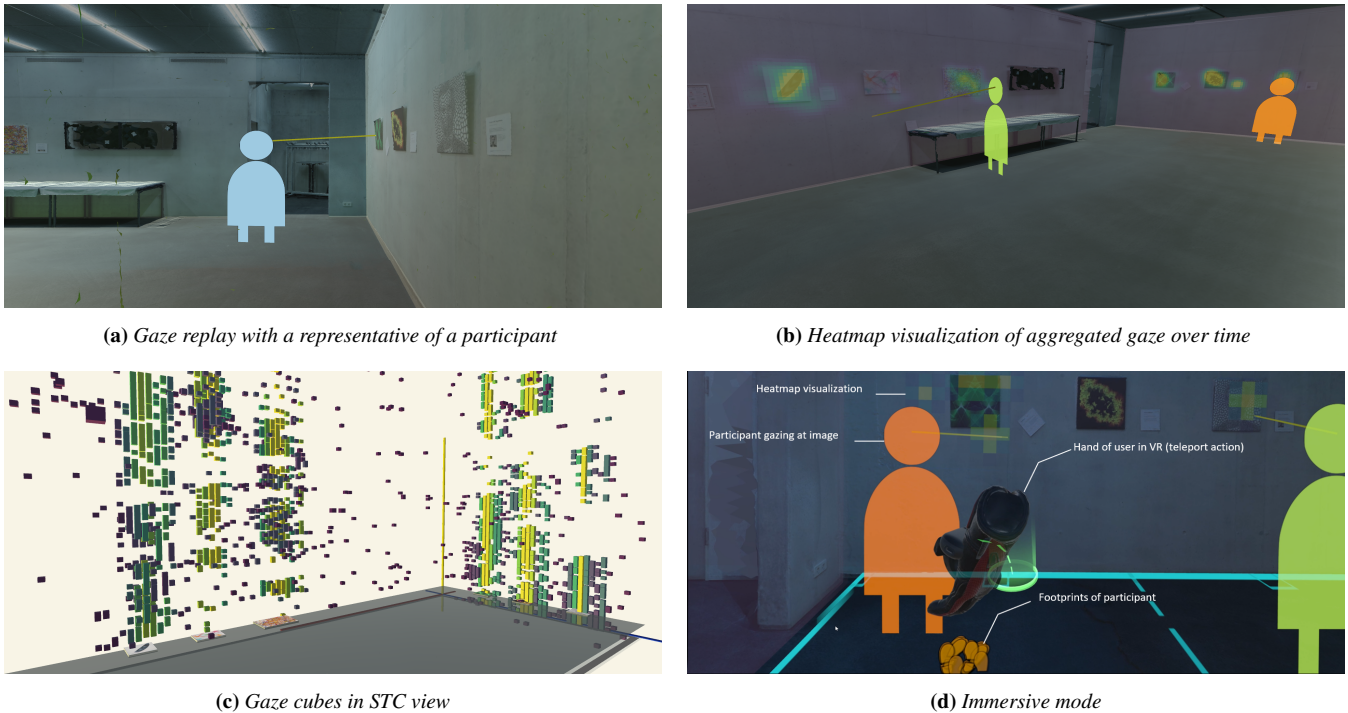 (a) Gaze replay with a representative of a participant
(b) Heatmap visualization of aggregated gaze over time
(c) Gaze cubes in STC view
Heatmap visualization
Participant gazing at image
Hand of user in VR (teleport action)
Footprints of participant
(d) Immersive mode